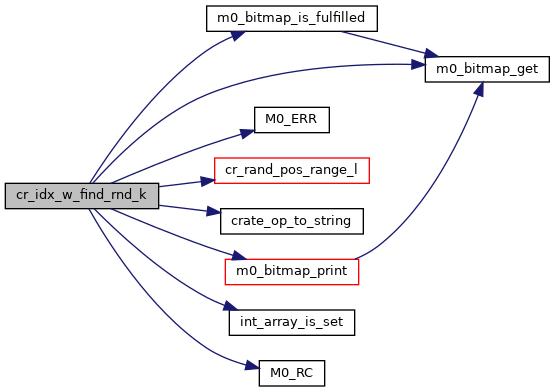 m0_bitmap_is_fulfilled
m0_bitmap_get
M0_ERR
cr_rand_pos_range_l
cr_idx_w_find_rnd_k
crate_op_to_string
m0_bitmap_print
int_array_is_set
M0_RC